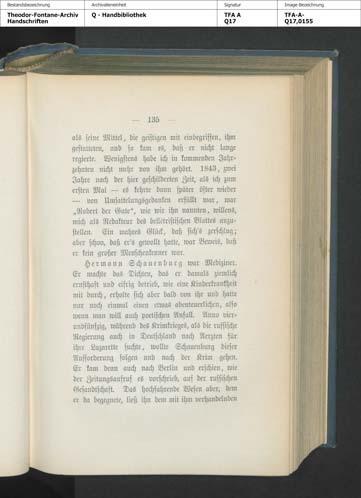 Bestandsbezeichnung
Theodor-Fontane-Archiv
Handschriften
Archivalieneinheit
Q - Handbibliothek
Signatur
TFA A
Q17
Image Bezeichnung
TFA-A-
Q17,0155
— 135 —
als seine Mittel, die geistigen mit einbegriffen, ihm
gestatteten, und so kam es, daß er nicht lange
regierte. Wenigstens habe ich in kommenden Jahr-
zehnten nicht mehr von ihm gehört. 1843, zwei
Jahre nach der hier geschilderten Zeit, als ich zum
ersten Mal — es kehrte dann später öfter wieder
— von Umsattelungsgedanken erfüllt war, war
„Robert der Gute“, wie wir ihn nannten, willens,
mich als Redakteur des belletristischen Blattes anzu-
stellen. Ein wahres Glück, daß sich's zerschlug;
aber schon, daß er's gewollt hatte, war Beweis, daß
er kein großer Menschenkenner war.
Hermann Schauenburg war Mediziner.
Er machte das Dichten, das er damals ziemlich
ernsthaft und eifrig betrieb, wie eine Kinderkrankheit
mit durch, erholte sich aber bald von ihr und hatte
nur noch einmal einen etwas abenteuerlichen, also
wenn man will auch poetischen Anfall. Anno vier-
undfünfzig, während des Krimkrieges, als die russische
Regierung auch in Deutschland nach Aerzten für
ihre Lazarette suchte, wollte Schauenburg dieser
Aufforderung folgen und nach der Krim gehen.
Er kam denn auch nach Berlin und erschien, wie
der Zeitungsaufruf es vorschrieb, auf der russischen
Gesandtschaft. Das hochfahrende Wesen aber, dem
er da begegnete, ließ ihn dem mit ihm verhandelnden